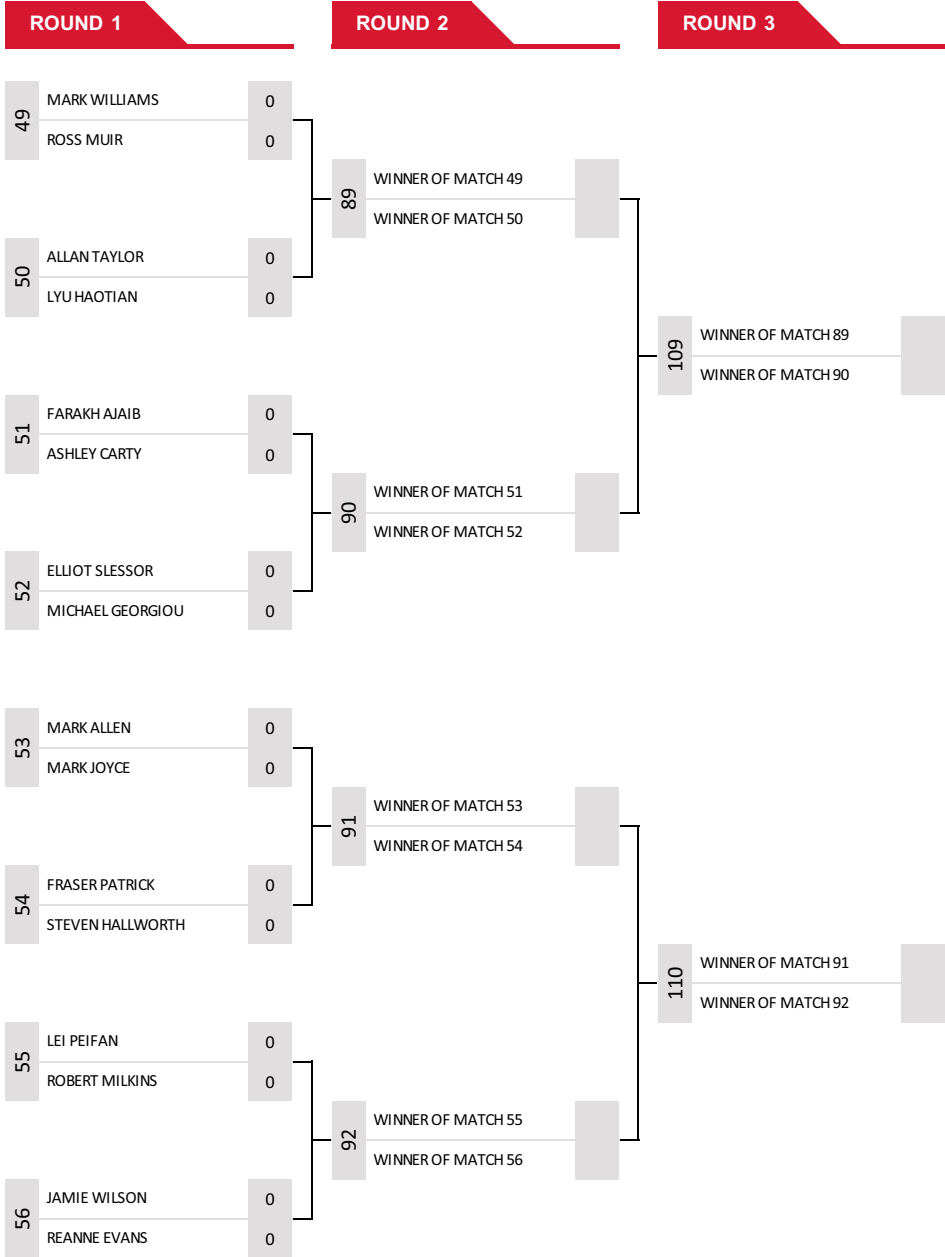 ROUND 1
ROUND 2
ROUND 3
49
MARK WILLIAMS 0
ROSS MUIR 0
89
WINNER OF MATCH 49
WINNER OF MATCH 50
50
ALLAN TAYLOR 0
LYU HAOTIAN 0
109
WINNER OF MATCH 89
WINNER OF MATCH 90
51
FARAKH AJAIB 0
ASHLEY CARTY 0
90
WINNER OF MATCH 51
WINNER OF MATCH 52
52
ELLIOT SLESSOR 0
MICHAEL GEORGIOU 0
53
MARK ALLEN 0
MARK JOYCE 0
91
WINNER OF MATCH 53
WINNER OF MATCH 54
54
FRASER PATRICK 0
STEVEN HALLWORTH 0
110
WINNER OF MATCH 91
WINNER OF MATCH 92
55
LEI PEIFAN 0
ROBERT MILKINS 0
92
WINNER OF MATCH 55
WINNER OF MATCH 56
56
JAMIE WILSON 0
REANNE EVANS 0